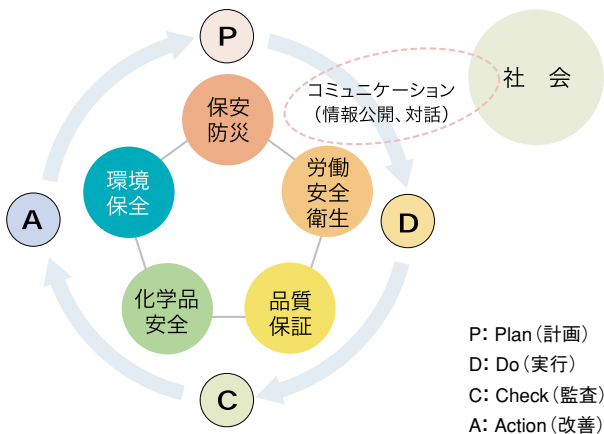 P
コミュニケーション
（情報公開、対話）
社　会
保安
防災
環境
保全
労働
安全
衛生
A
D
化学品
安全
品質
保証
C
P： Plan（計画）
D： Do（実行）
C： Check（監査）
A： Action（改善）